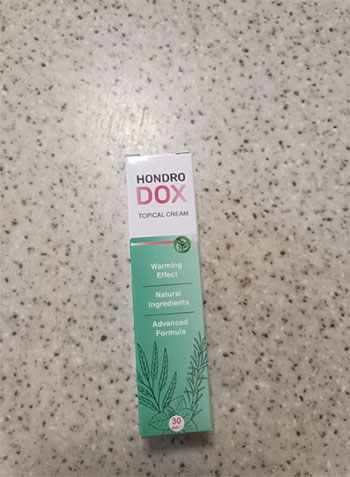 HONDRO
DOX
TOPICAL CREAM
Warming
Effect
Natural
Ingredients
Advanced
Formula
30